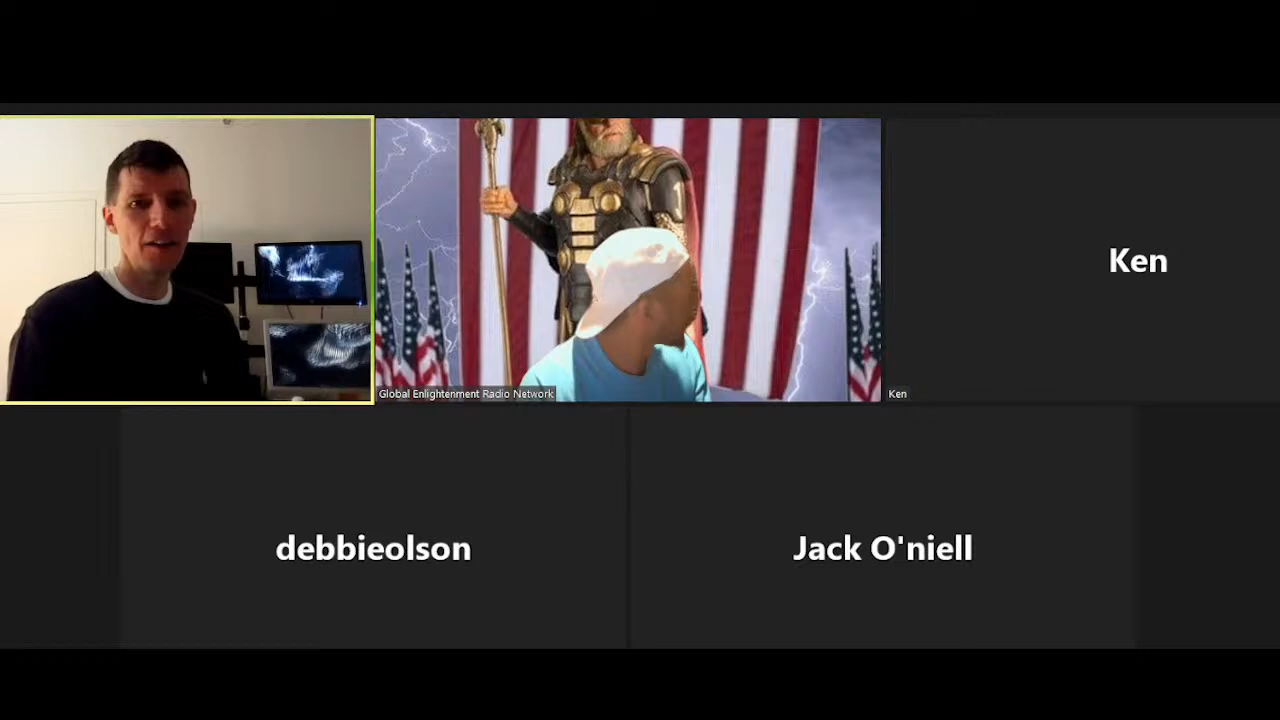 Global Enlightenment Radio Network
Ken
Ken
debbieolson
Jack O'niell